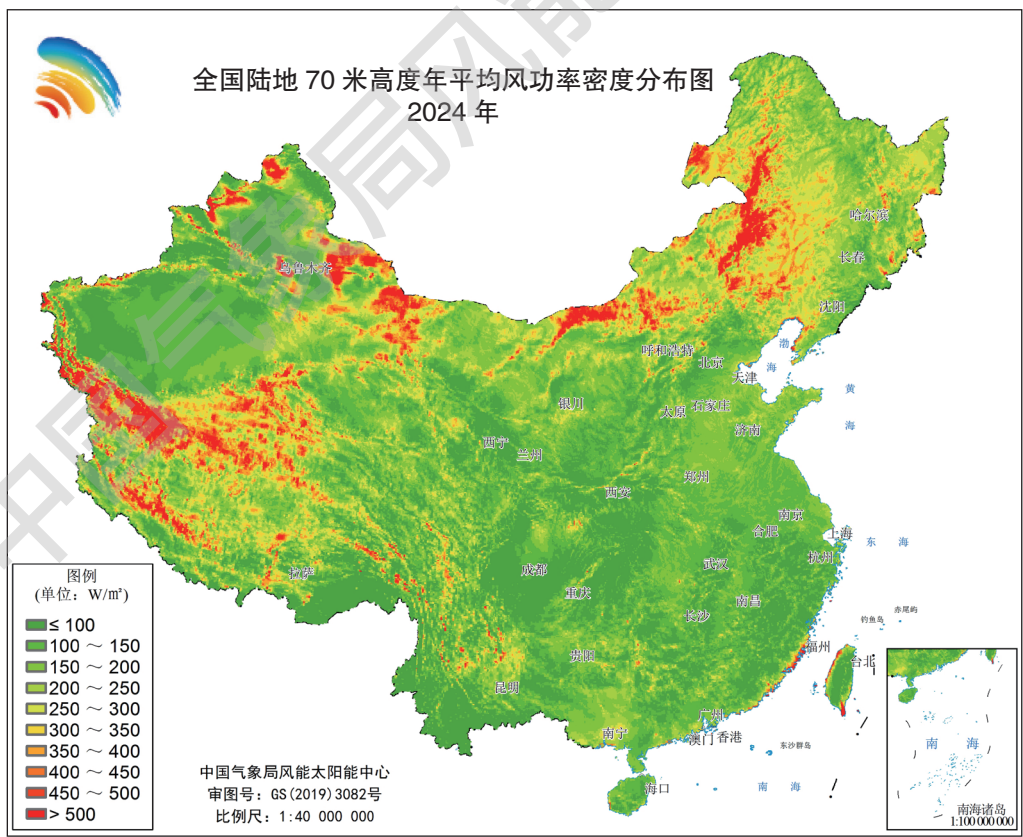 全国陆地 70 米高度年平均风功率密度分布图
2024 年
哈尔滨
长春
乌鲁木齐
沈阳
呼和浩特
北京
渤
海
天津
黄
海
银川
太原
石家庄
济南
西宁
兰州
郑州
西安
南京
合肥
上海
东 海
杭州
武汉
成都
拉萨
重庆
南昌
长沙
赤尾屿
钓鱼岛
福州
台北
贵阳
昆明
广州
南宁
澳门
香港
东沙群岛
海口
南 海
图例
(单位: W/㎡)
≤ 100
100 ～ 150
150 ～ 200
200 ～ 250
250 ～ 300
300 ～ 350
350 ～ 400
400 ～ 450
450 ～ 500
> 500
中国气象局风能太阳能中心
审图号: GS(2019)3082号
比例尺: 1:40 000 000
南 海
南海诸岛
1:100 000 000
中国气象局风能